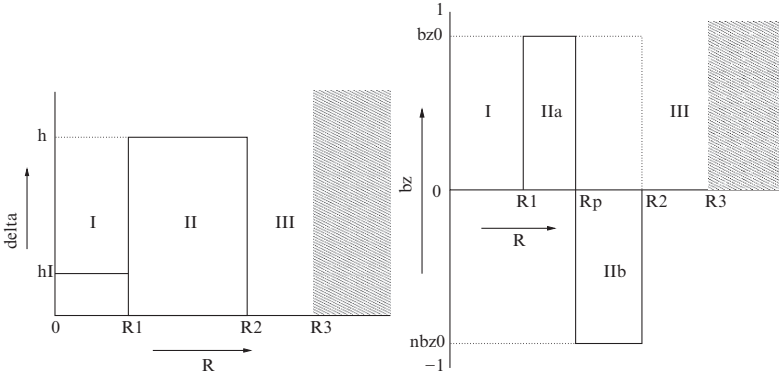 h
delta
hI
I
II
III
0
R1
R2
R3
R
1
bz0
bz
0
I
IIa
III
R1
Rp
R2
R3
R
IIb
nbz0
−1